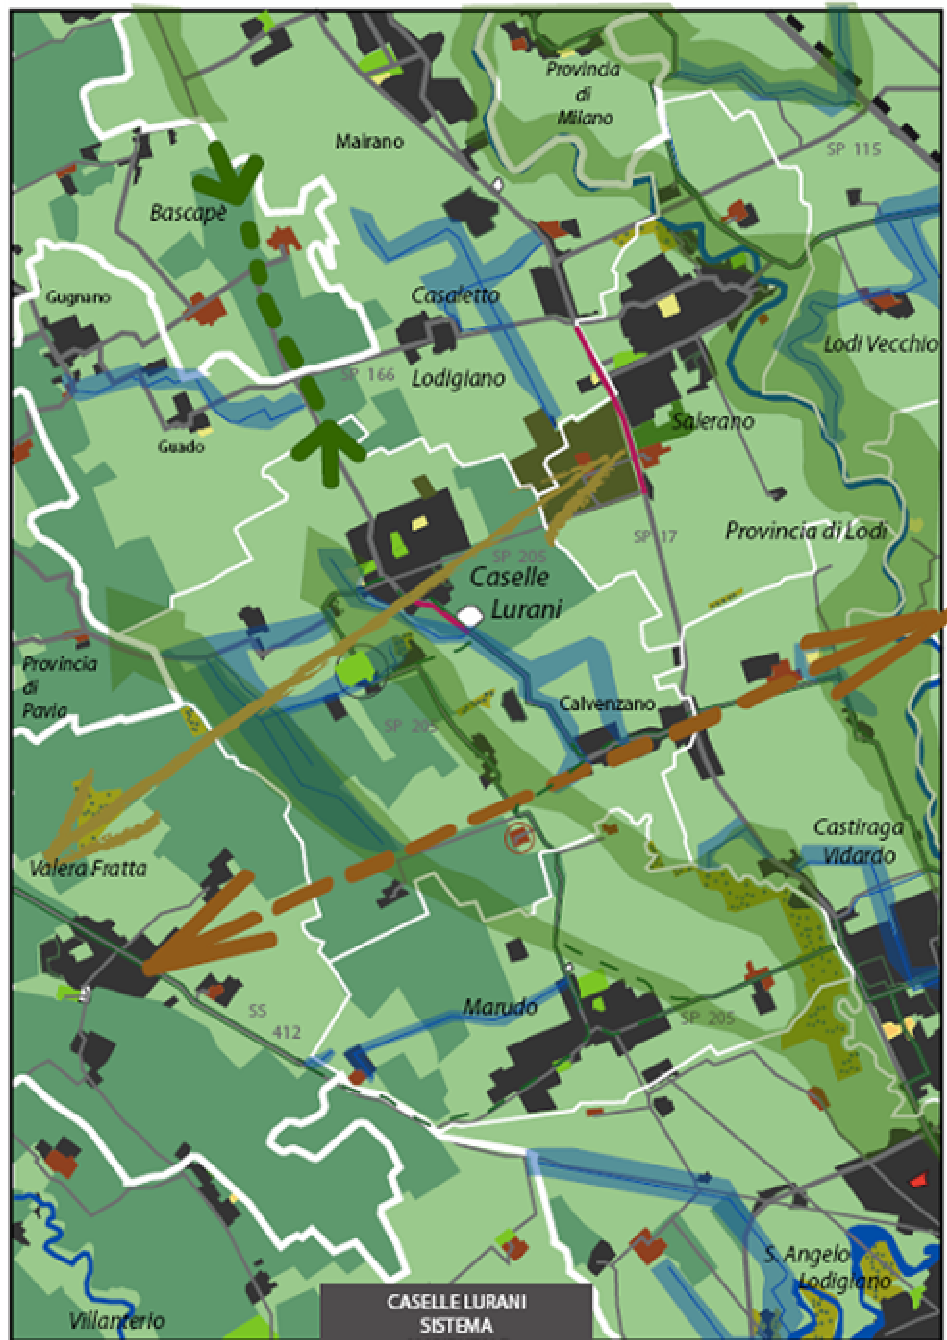 Provincia
di
Milano
Mairano
SP 115
Bascapè
Gugnano
Casaletto
Lodi Vecchio
SP 166
Lodigiano
Salerano
Guado
Provincia di Lodi
SP 17
SP 205
Caselle
Lurani
Provincia
di
Pavia
Calvenzano
SP 205
Castiraga
Vidardo
Valera Fratta
SS
412
Marudo
SP 205
S. Angelo
Lodigiano
Villanterio
CASELLE LURANI
SISTEMA